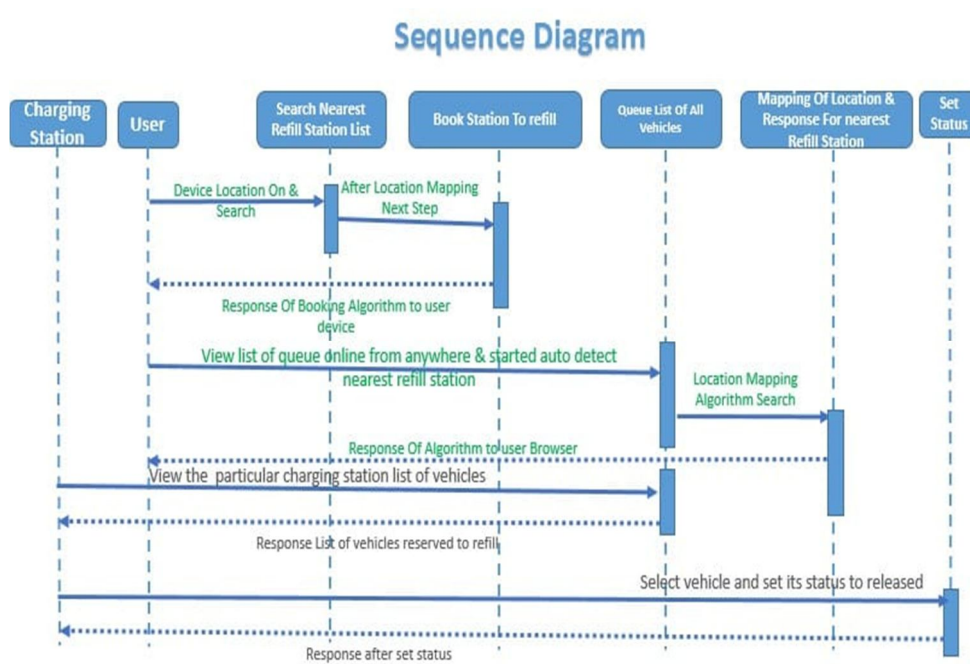 Sequence Diagram
Charging
Station
User
Search Nearest
Refill Station List
Book Station To refill
Queue List Of All
Vehicles
Mapping Of Location &
Response For nearest
Refill Station
Set
Status
Device Location On &
Search
After Location Mapping
Next Step
Response Of Booking Algorithm to user
device
View list of queue online from anywhere & started auto detect
nearest refill station
Location Mapping
Algorithm Search
Response Of Algorithm to user Browser
View the particular charging station list of vehicles
Response List of vehicles reserved to refill
Select vehicle and set its status to released
Response after set status